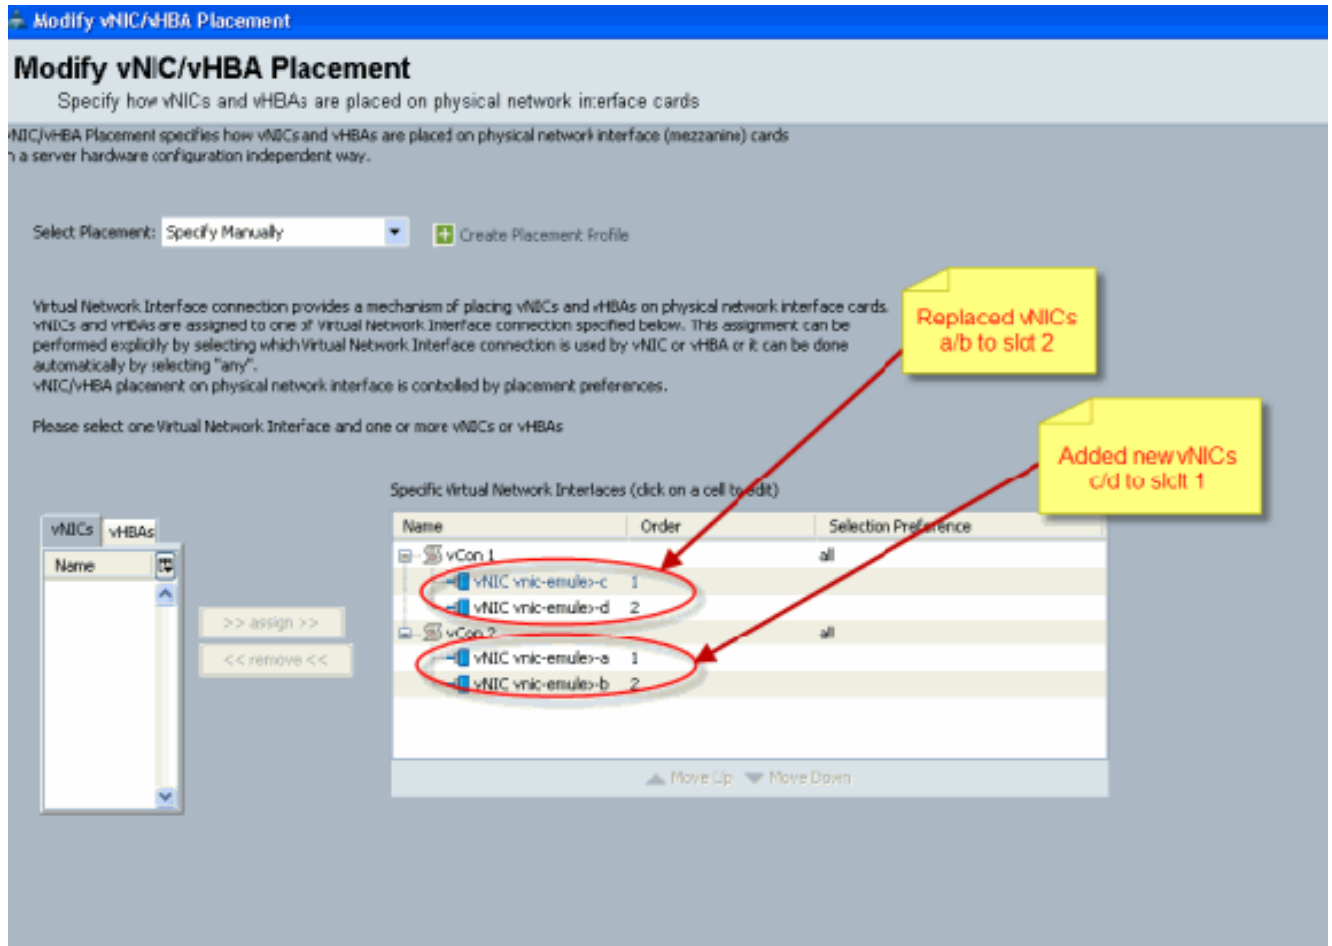 Modify vNIC/vHBA Placement
Modify vNIC/vHBA Placement
Specify how vNICs and vHBAs are placed on physical network interface cards
vNIC/vHBA Placement specifies how vNICs and vHBAs are placed on physical network interface (mezzanine) cards
a server hardware configuration independent way.
Select Placement: Specify Manually
Create Placement Profile
Virtual Network Interface connection provides a mechanism of placing vNICs and vHBAs on physical network interface cards.
vNICs and vHBAs are assigned to one of Virtual Network Interface connection specified below. This assignment can be
performed explicitly by selecting which Virtual Network Interface connection is used by vNIC or vHBA or it can be done
automatically by selecting "any".
vNIC/vHBA placement on physical network interface is controlled by placement preferences.
Please select one Virtual Network Interface and one or more vNICs or vHBAs
Replaced vNICs
a/b to slot 2
Added new vNICs
c/d to slott 1
Specific Virtual Network Interfaces (click on a cell to edit)
vNICs vHBAs
Name
>> assign >>
<< remove <<
Name Order Selection Preference
vCon 1 all
vNIC vnic-emulex-c 1
vNIC vnic-emulex-d 2
vCon 2 all
vNIC vnic-emulex-a 1
vNIC vnic-emulex-b 2
Move Up Move Down